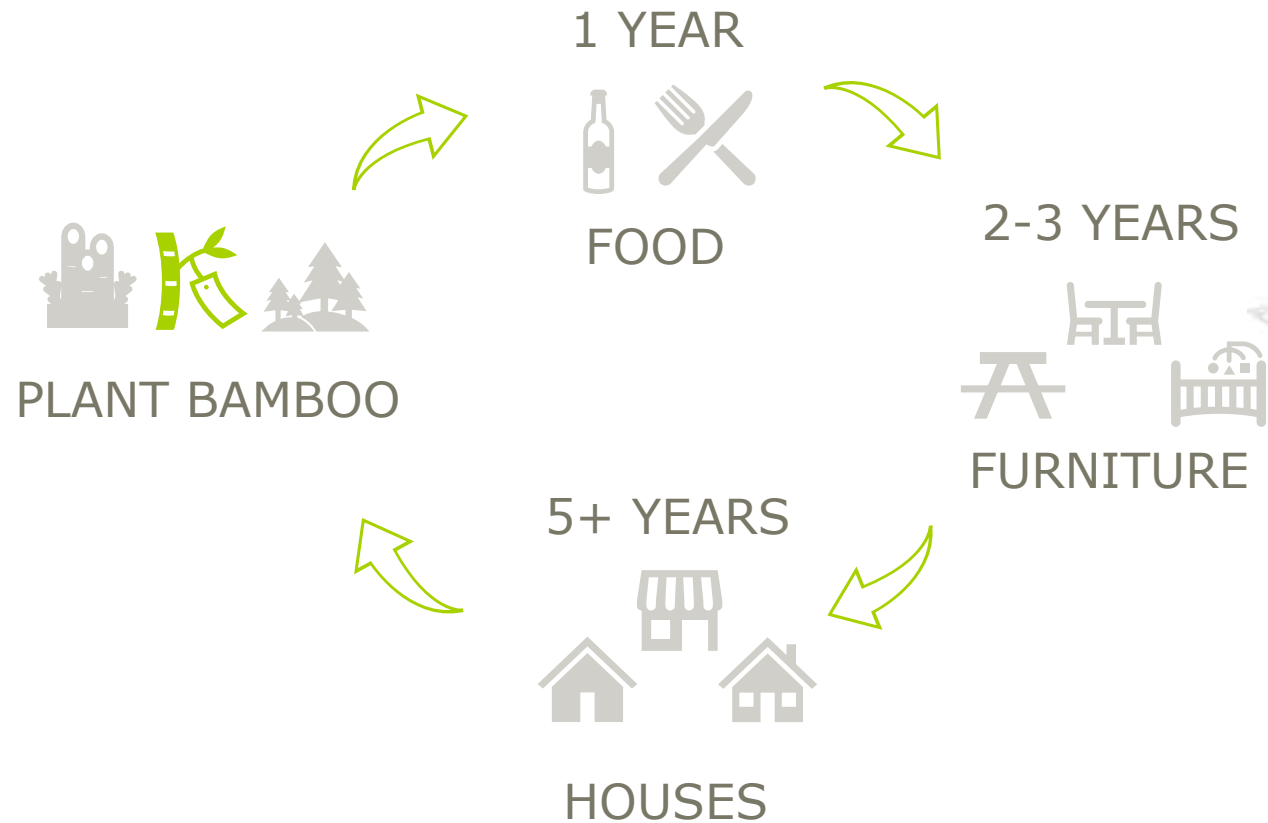 1 YEAR
FOOD
2-3 YEARS
FURNITURE
5+ YEARS
HOUSES
PLANT BAMBOO